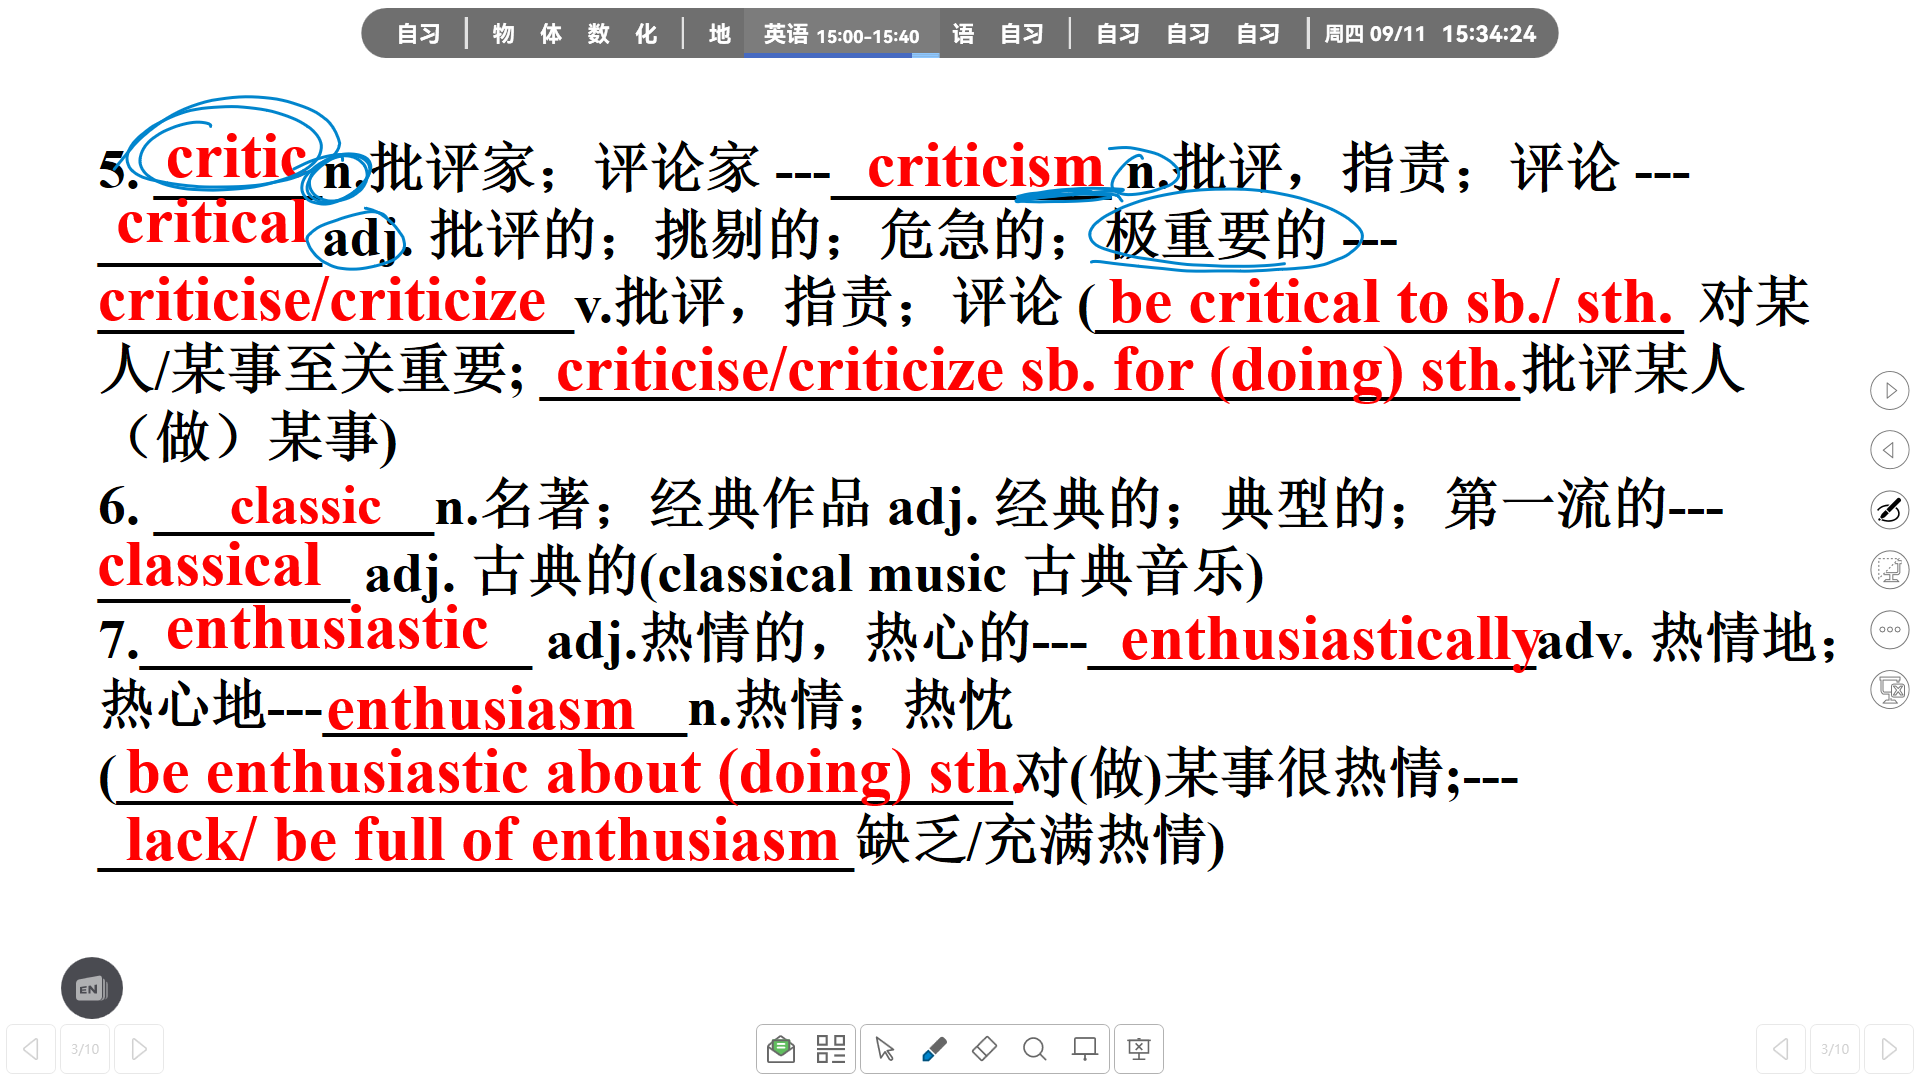 自习 | 物 体 数 化 | 地 英语 15:00-15:40 语 自习 | 自习 自习 自习 | 周四 09/11 15:34:24
5. critic n.批评家；评论家 --- criticism n.批评，指责；评论 ---
critical adj. 批评的；挑剔的；危急的；极重要的 ---
criticise/criticize v.批评，指责；评论 ( be critical to sb./ sth. 对某
人/某事至关重要; criticise/criticize sb. for (doing) sth.批评某人
（做）某事)
6. classic n.名著；经典作品 adj. 经典的；典型的；第一流的---
classical adj. 古典的(classical music 古典音乐)
7. enthusiastic adj.热情的，热心的--- enthusiastically adv. 热情地；
热心地---enthusiasm n.热情；热忱
( be enthusiastic about (doing) sth.对(做)某事很热情;---
lack/ be full of enthusiasm 缺乏/充满热情)
EN
3/10
3/10